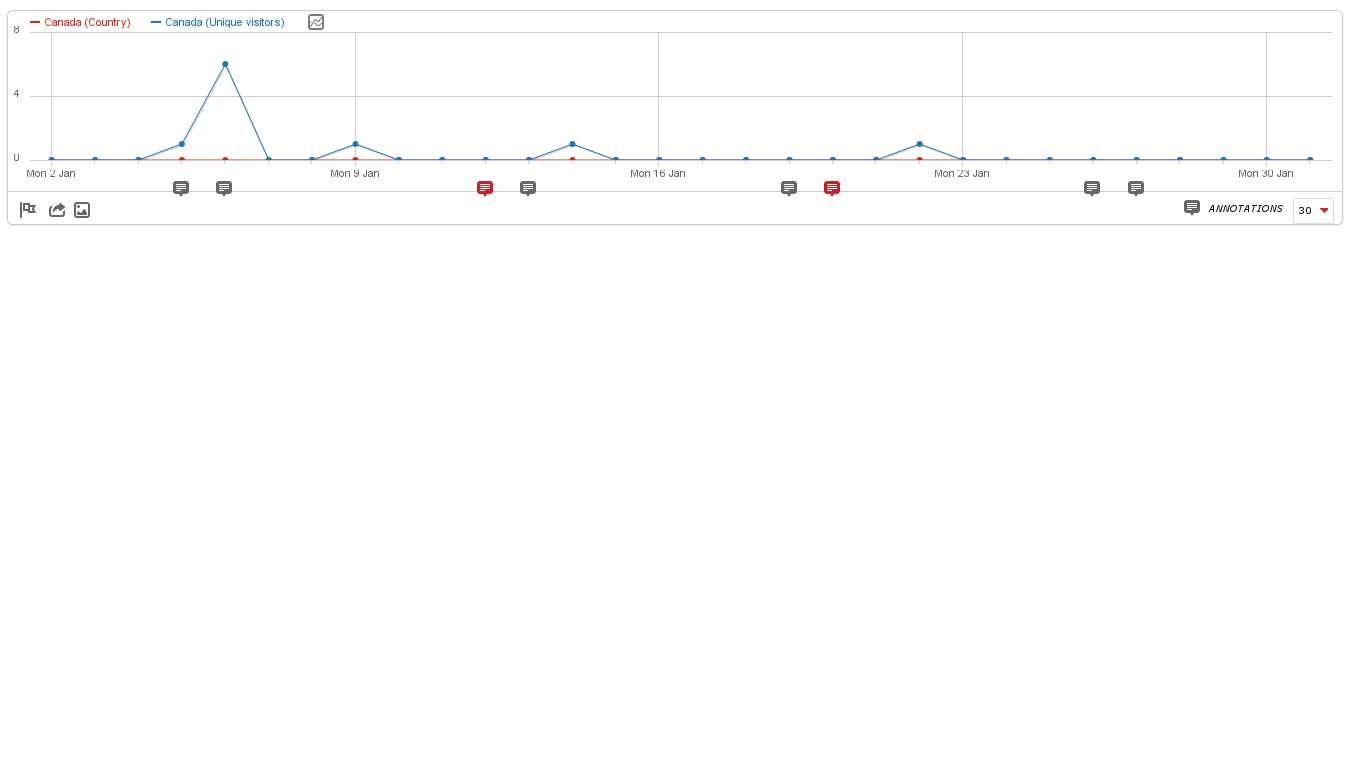 Canada (Country) Canada (Unique visitors)
8
4
0
Mon 2 Jan Mon 9 Jan Mon 16 Jan Mon 23 Jan Mon 30 Jan
ANNOTATIONS 30